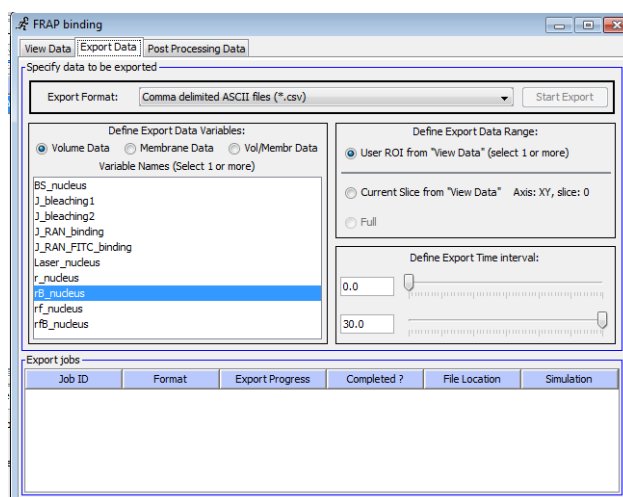 FRAP binding
View Data Export Data Post Processing Data
Specify data to be exported
Export Format: Comma delimited ASCII files (*.csv) Start Export
Define Export Data Variables:
Volume Data Membrane Data Vol/Membr Data
Variable Names (Select 1 or more)
BS_nucleus
J_bleaching1
J_bleaching2
J_RAN_binding
J_RAN_FITC_binding
Laser_nucleus
r_nucleus
rB_nucleus
rf_nucleus
rfB_nucleus
Define Export Data Range:
User ROI from "View Data" (select 1 or more)
Current Slice from "View Data" Axis: XY, slice: 0
Full
Define Export Time interval:
0.0
30.0
Export jobs
Job ID Format Export Progress Completed ? File Location Simulation